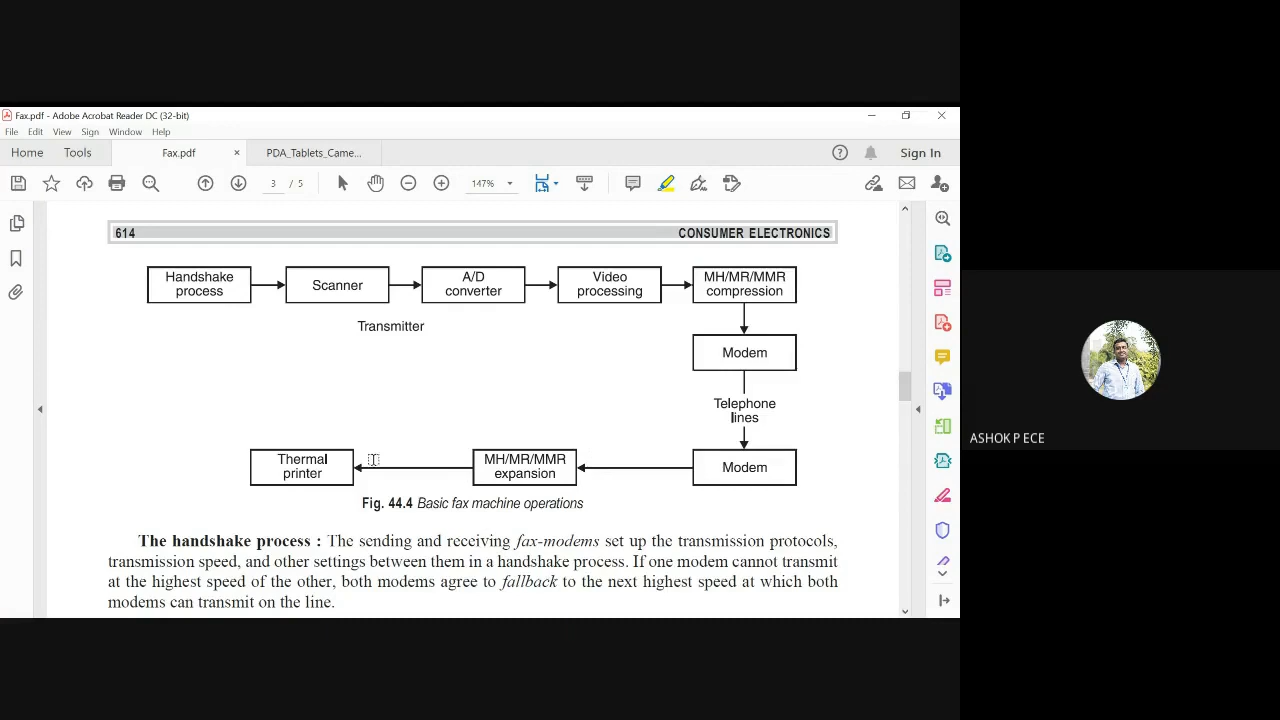 Fax.pdf - Adobe Acrobat Reader DC (32-bit)
File Edit View Sign Window Help
Home Tools Fax.pdf × PDA_Tablets_Came... Sign In
3 / 5 147%
614 CONSUMER ELECTRONICS
Handshake
process
Scanner
A/D
converter
Video
processing
MH/MR/MMR
compression
Transmitter
Modem
Telephone
lines
Thermal
printer
MH/MR/MMR
expansion
Modem
Fig. 44.4 Basic fax machine operations
The handshake process : The sending and receiving fax-modems set up the transmission protocols,
transmission speed, and other settings between them in a handshake process. If one modem cannot transmit
at the highest speed of the other, both modems agree to fallback to the next highest speed at which both
modems can transmit on the line.
ASHOK P ECE